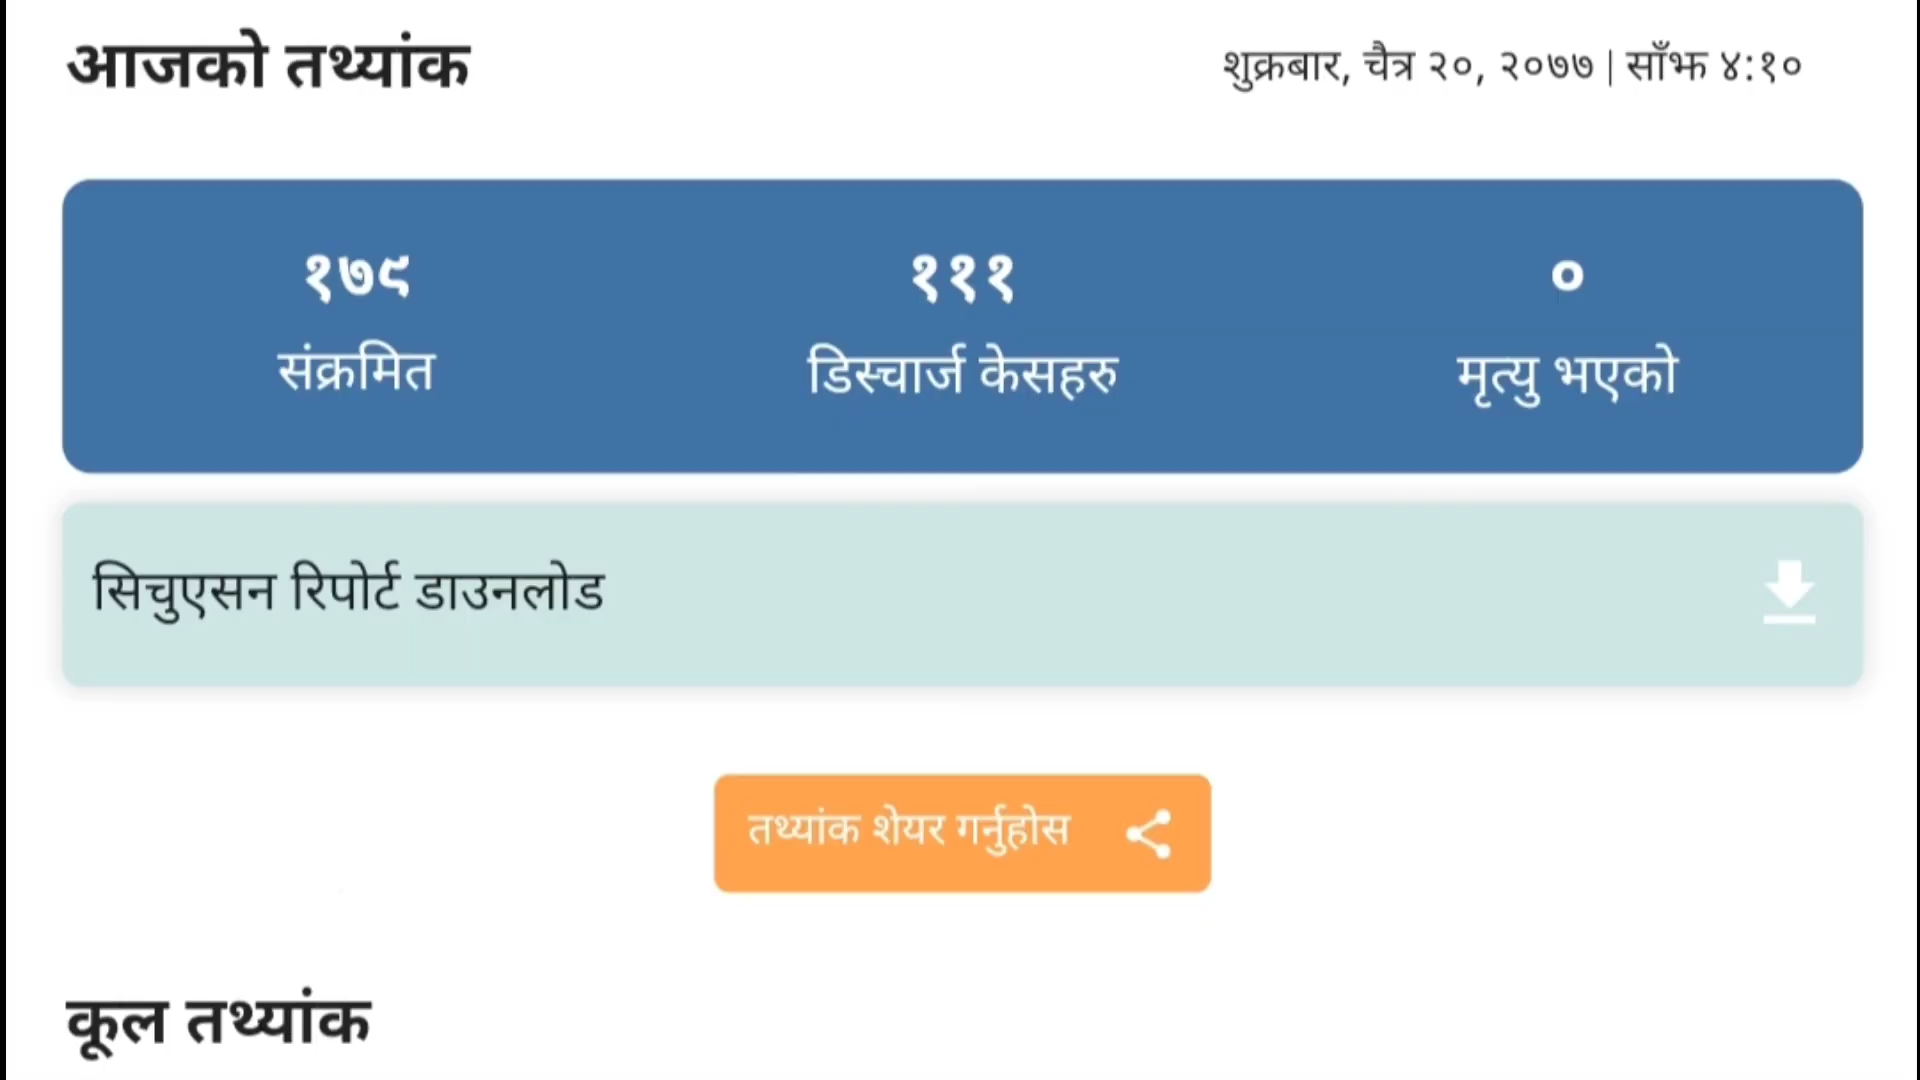 आजको तथ्यांक
शुक्रबार, चैत्र २०, २०७७ | साँझ ४:१०
१७९ १११ ०
संक्रमित डिस्चार्ज केसहरु मृत्यु भएको
सिचुएसन रिपोर्ट डाउनलोड
तथ्यांक शेयर गर्नुहोस
कूल तथ्यांक